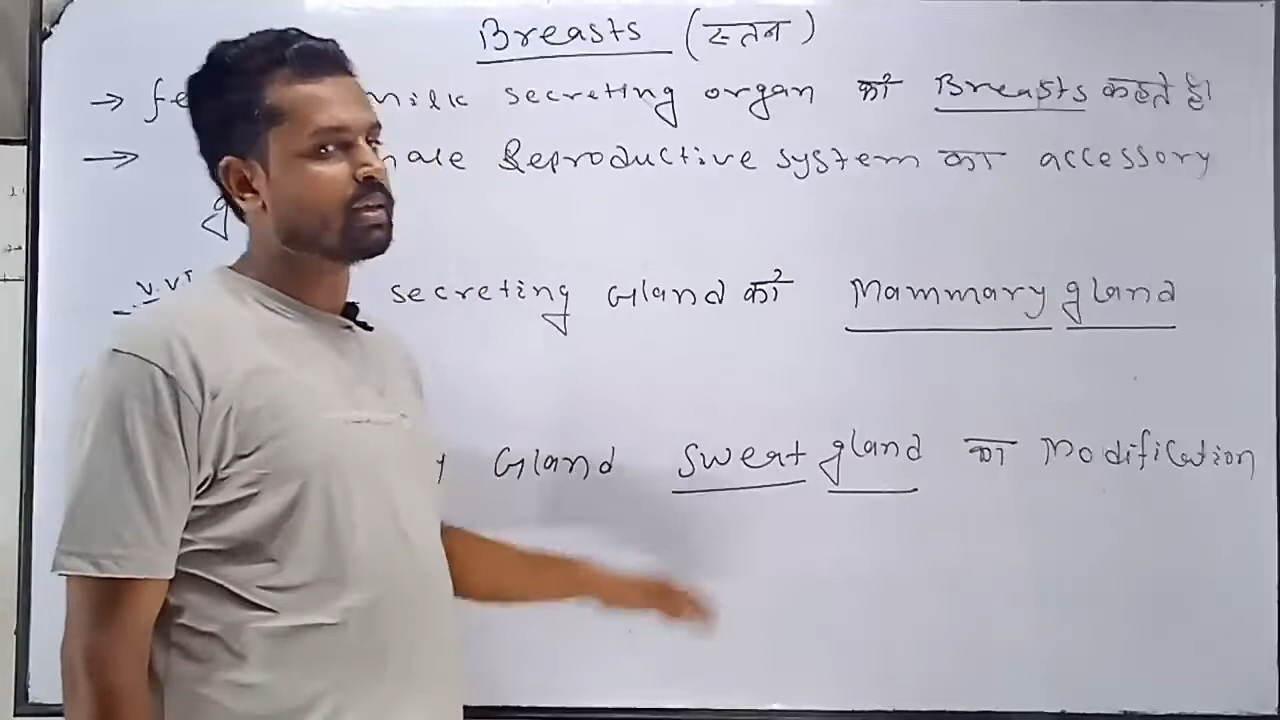 Breasts (स्तन)
→ fe milk secreting organ को Breasts कहते है।
→ male Reproductive system का accessory
g
V.V.I secreting Gland को Mammary gland
y Gland sweat gland का Modification